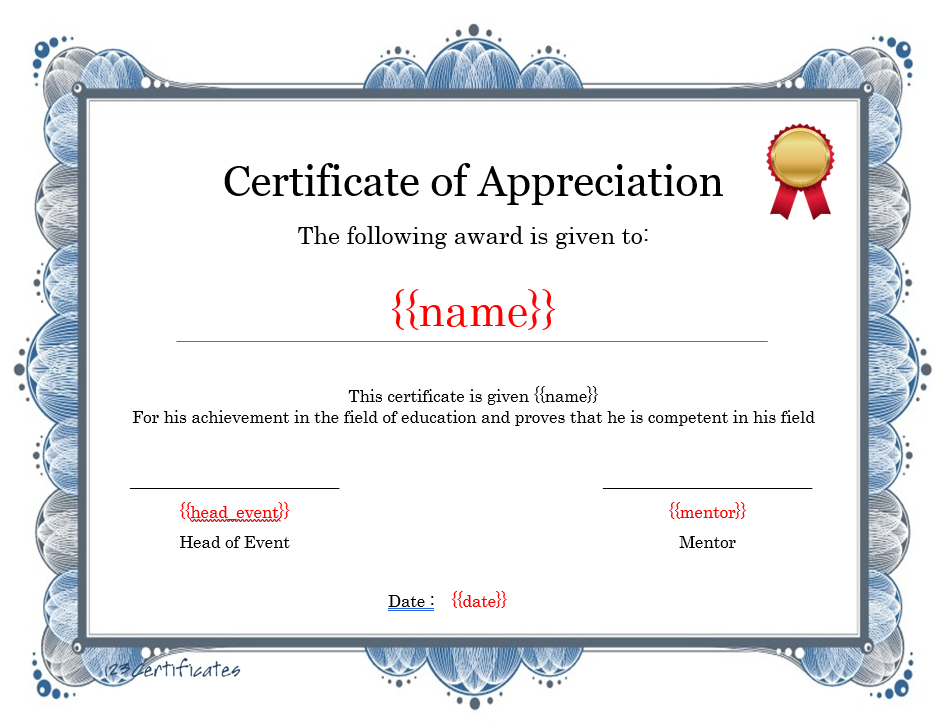 Certificate of Appreciation
The following award is given to:
{{name}}
This certificate is given {{name}}
For his achievement in the field of education and proves that he is competent in his field
{{head_event}}
{{mentor}}
Head of Event
Mentor
Date : {{date}}
123Certificates